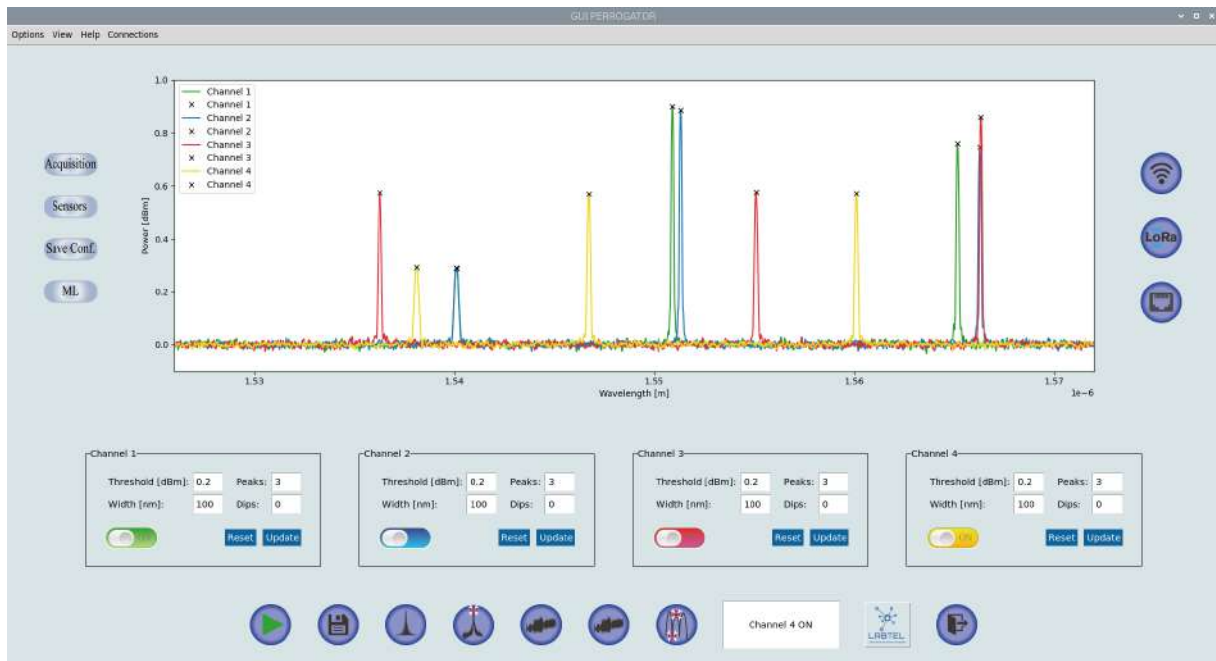 GUI PERROGATOR
Options View Help Connections
Acquisition
Sensors
Save Conf.
ML
1.0
0.8
0.6
0.4
0.2
0.0
Power [dBm]
Channel 1
x Channel 1
Channel 2
x Channel 2
Channel 3
x Channel 3
Channel 4
x Channel 4
1.53 1.54 1.55 1.56 1.57
Wavelength [m]
1e−6
LoRa
Channel 1
Threshold [dBm]: 0.2 Peaks: 3
Width [nm]: 100 Dips: 0
Reset Update
Channel 2
Threshold [dBm]: 0.2 Peaks: 3
Width [nm]: 100 Dips: 0
Reset Update
Channel 3
Threshold [dBm]: 0.2 Peaks: 3
Width [nm]: 100 Dips: 0
Reset Update
Channel 4
Threshold [dBm]: 0.2 Peaks: 3
Width [nm]: 100 Dips: 0
ON Reset Update
Channel 4 ON
LABTEL